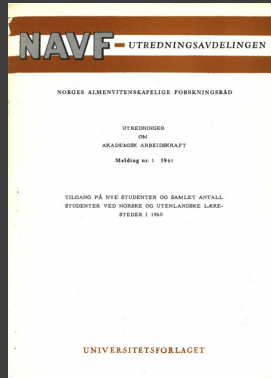 NAVF - UTREDNINGSAVDELINGEN
NORGES ALMENVITENSKAPELIGE FORSKNINGSRÅD
UTREDNINGER
OM
AKADEMISK ARBEIDSKRAFT
Melding nr. 1 1961
TILGANG PÅ NYE STUDENTER OG SAMLET ANTALL
STUDENTER VED NORSKE OG UTENLANDSKE LÆRE-
STEDER I 1960
UNIVERSITETSFORLAGET